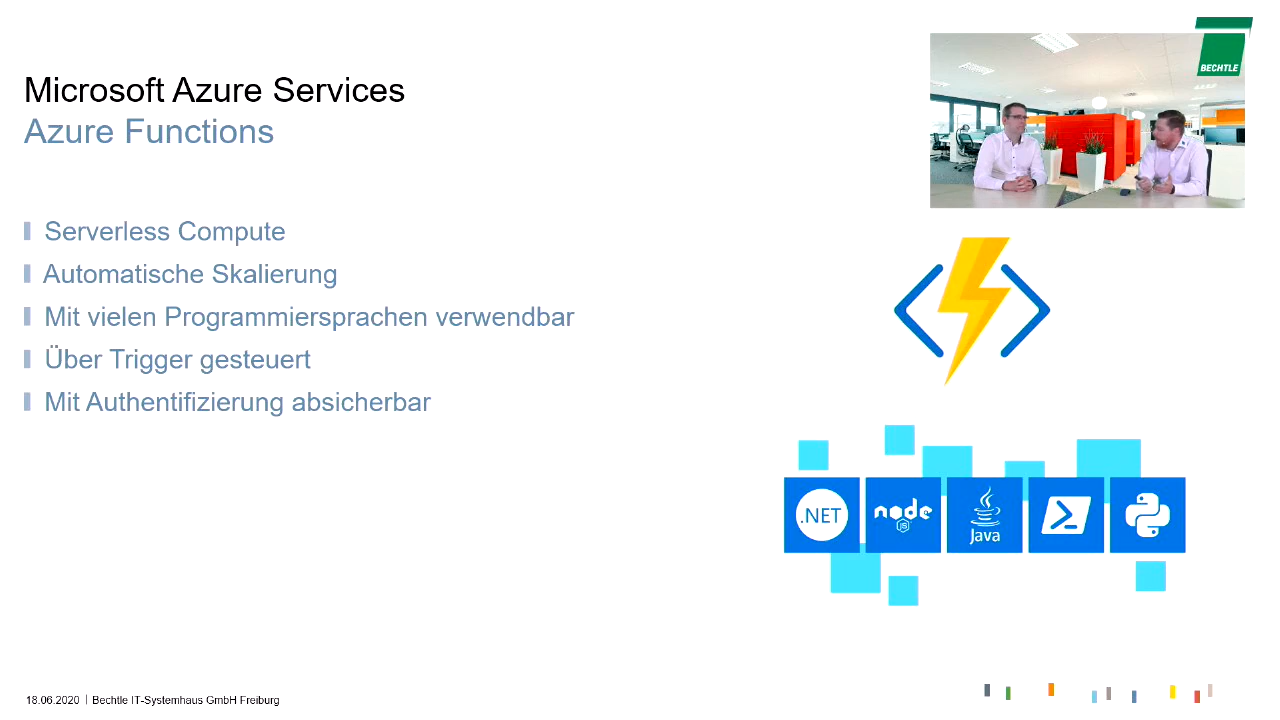 Microsoft Azure Services
Azure Functions
BECHTLE
Serverless Compute
Automatische Skalierung
Mit vielen Programmiersprachen verwendbar
Über Trigger gesteuert
Mit Authentifizierung absicherbar
.NET
node
JS
Java
18.06.2020 | Bechtle IT-Systemhaus GmbH Freiburg